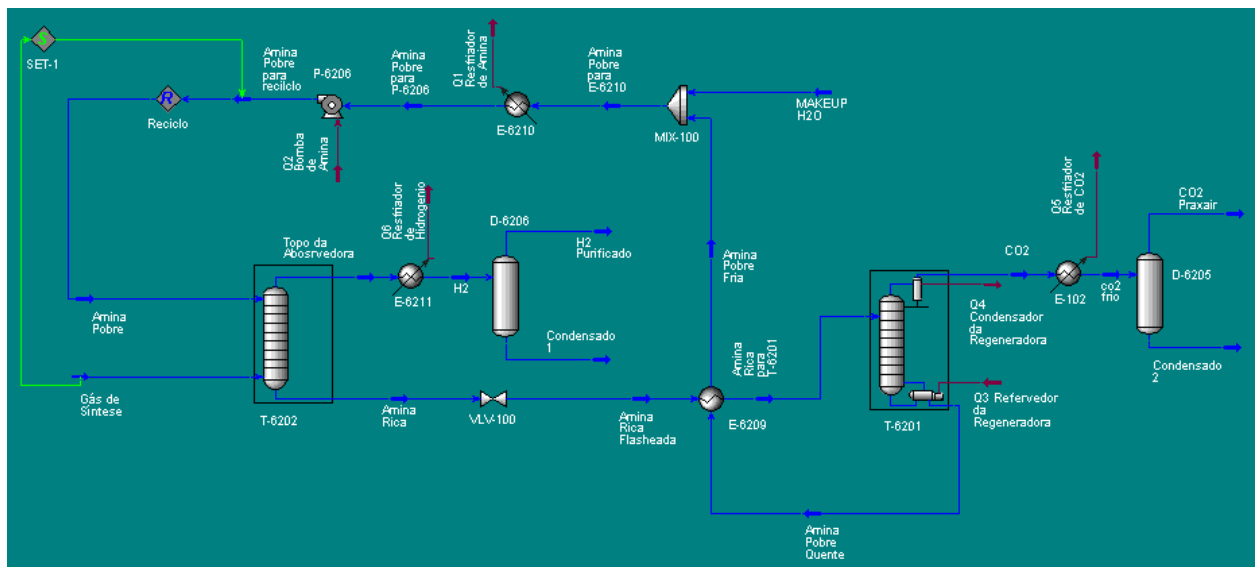 S
SET-1
Amina
Pobre
para
recilclo
R
Reciclo
P-6206
Q2 Bomba
de
Amina
Amina
Pobre
para
P-6206
Q1
Resfriador
de Amina
E-6210
Amina
Pobre
para
E-6210
MIX-100
MAKEUP
H2O
Topo da
Abosrvedora
Q6
Resfriador
de
Hidrogenio
E-6211
H2
D-6206
H2
Purificado
Condensado
1
Amina
Pobre
Gás de
Síntese
T-6202
Amina
Rica
VLV-100
Amina
Rica
Flasheada
Amina
Pobre
Fria
E-6209
Amina
Rica
para
T-6201
T-6201
CO2
Q4
Condensador
da
Regeneradora
Q3 Refervedor
da
Regeneradora
Q5
Resfriador
de CO2
E-102
co2
frio
CO2
Praxair
D-6205
Condensado
2
Amina
Pobre
Quente